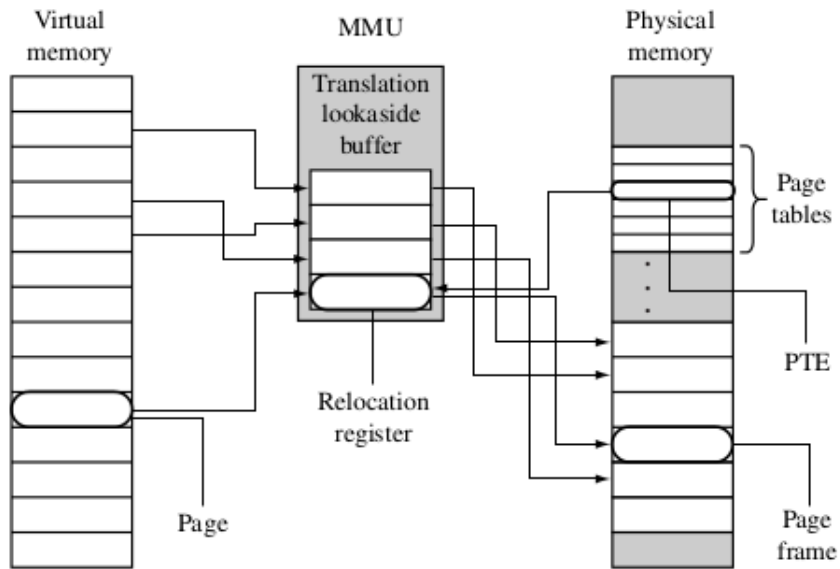 Virtual
memory
MMU
Physical
memory
Translation
lookaside
buffer
Page
tables
PTE
Relocation
register
Page
Page
frame